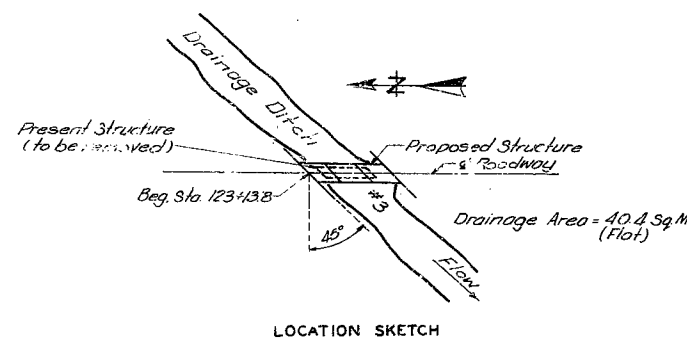 Drainage Ditch
N
Present Structure
(to be removed)
Proposed Structure
℄ Roadway
Beg. Sta. 123+13.8
#3
45°
Drainage Area = 40.4 Sq. M
(Flat)
Flow
LOCATION SKETCH